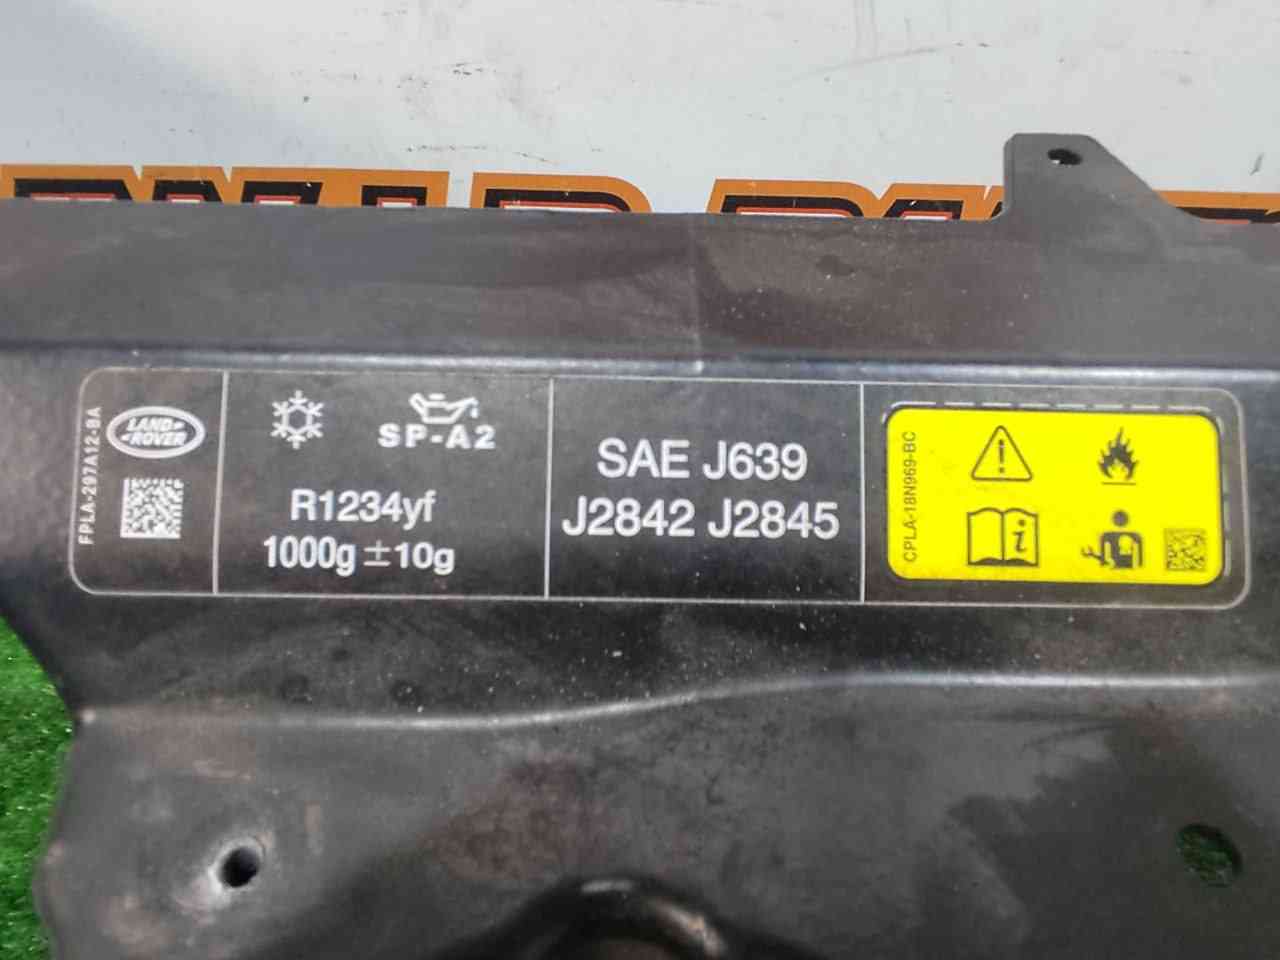 FPLA-297A12-BA
LAND-
-ROVER
SP-A2
R1234yf
1000g ±10g
SAE J639
J2842 J2845
CPLA-18N969-BC
i